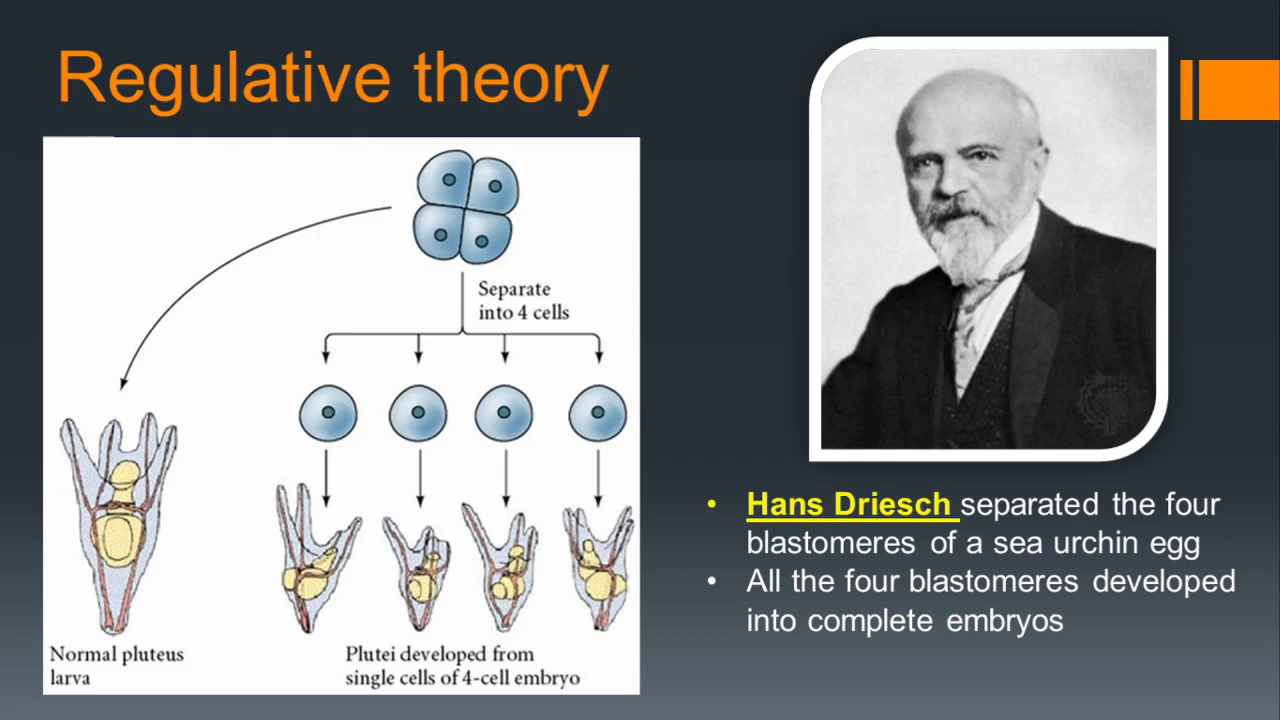 Regulative theory
Separate
into 4 cells
Normal pluteus
larva
Plutei developed from
single cells of 4-cell embryo
• Hans Driesch separated the four
blastomeres of a sea urchin egg
• All the four blastomeres developed
into complete embryos